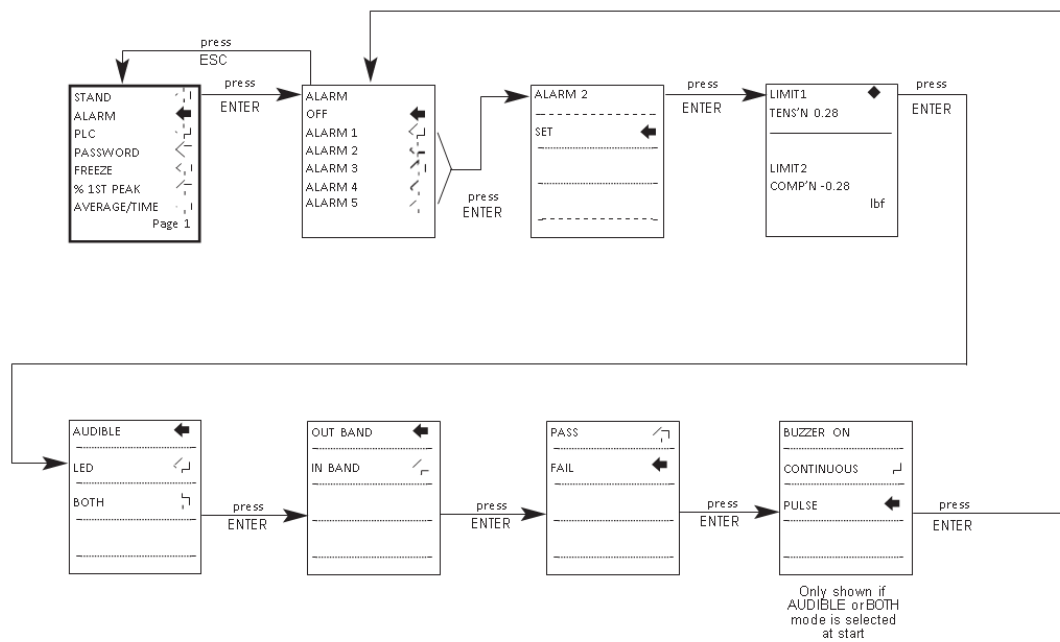 press
ESC
press
ENTER
STAND
ALARM
PLC
PASSWORD
FREEZE
% 1ST PEAK
AVERAGE/TIME
Page 1
ALARM
OFF
ALARM 1
ALARM 2
ALARM 3
ALARM 4
ALARM 5
press
ENTER
ALARM 2
SET
press
ENTER
LIMIT1
TENS'N 0.28
LIMIT2
COMP'N -0.28
lbf
press
ENTER
AUDIBLE
LED
BOTH
press
ENTER
OUT BAND
IN BAND
press
ENTER
PASS
FAIL
press
ENTER
BUZZER ON
CONTINUOUS
PULSE
press
ENTER
Only shown if
AUDIBLE or BOTH
mode is selected
at start